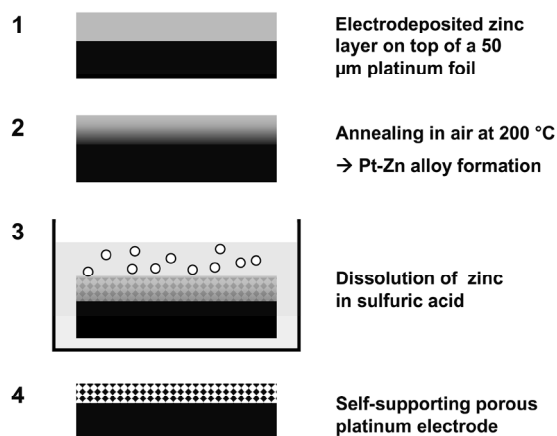 1
Electrodeposited zinc
layer on top of a 50
µm platinum foil
2
Annealing in air at 200 °C
→ Pt-Zn alloy formation
3
Dissolution of zinc
in sulfuric acid
4
Self-supporting porous
platinum electrode